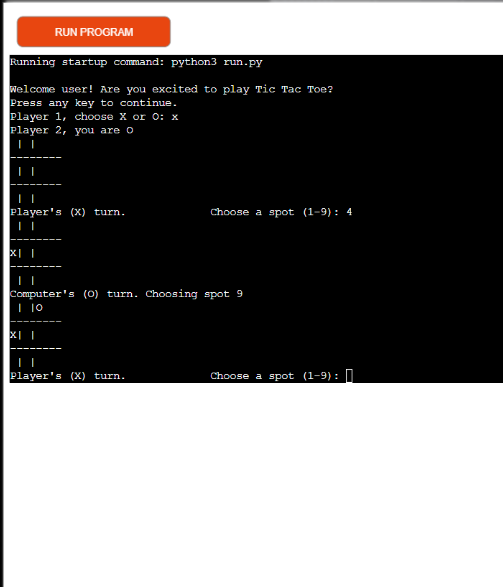 RUN PROGRAM
Running startup command: python3 run.py
Welcome user! Are you excited to play Tic Tac Toe?
Press any key to continue.
Player 1, choose X or O: x
Player 2, you are O
 | |
--------
 | |
--------
 | |
Player's (X) turn.             Choose a spot (1-9): 4
 | |
--------
X| |
--------
 | |
Computer's (O) turn. Choosing spot 9
 | |O
--------
X| |
--------
 | |
Player's (X) turn.             Choose a spot (1-9):